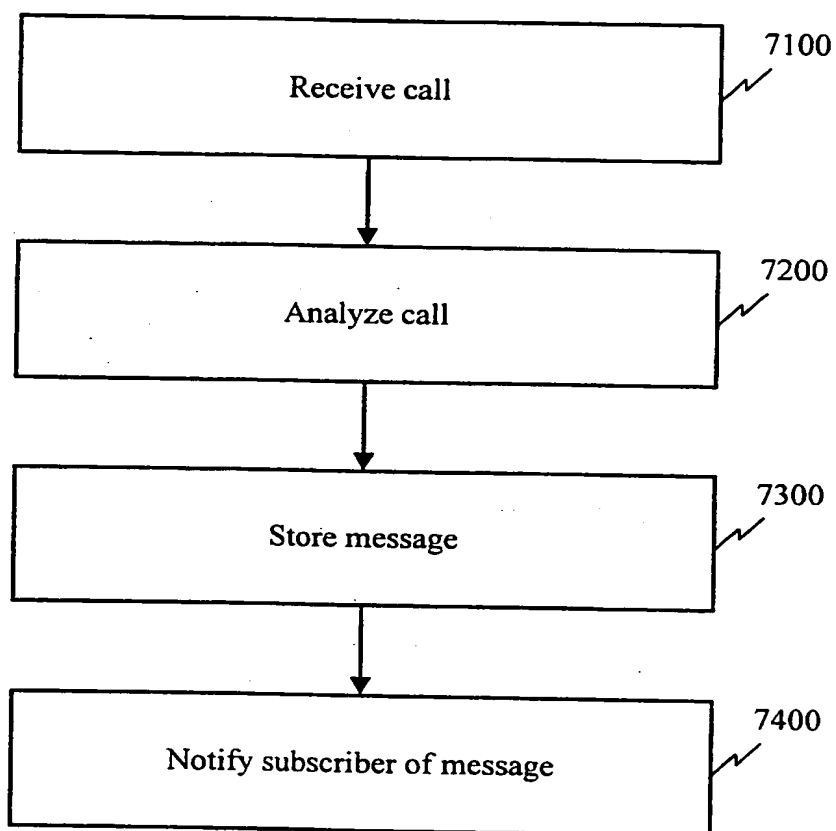 7100
Receive call
7200
Analyze call
7300
Store message
7400
Notify subscriber of message